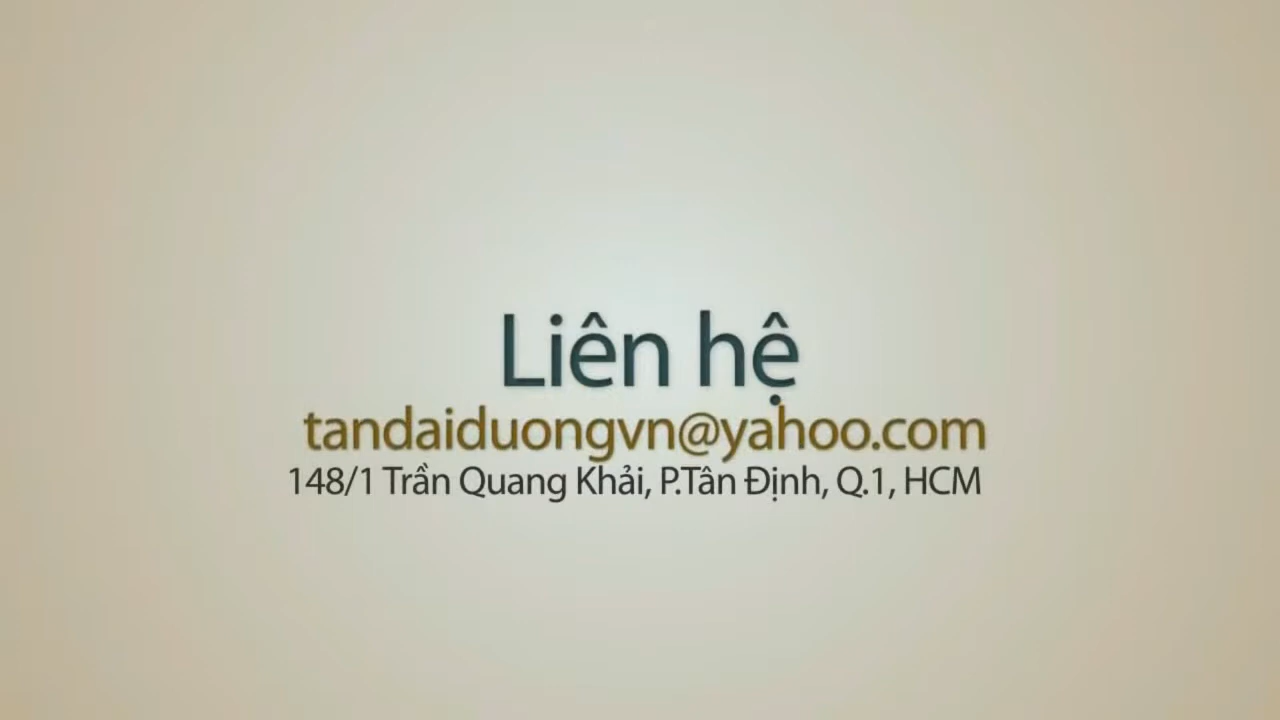 Liên hệ
tandaiduongvn@yahoo.com
148/1 Trần Quang Khải, P.Tân Định, Q.1, HCM